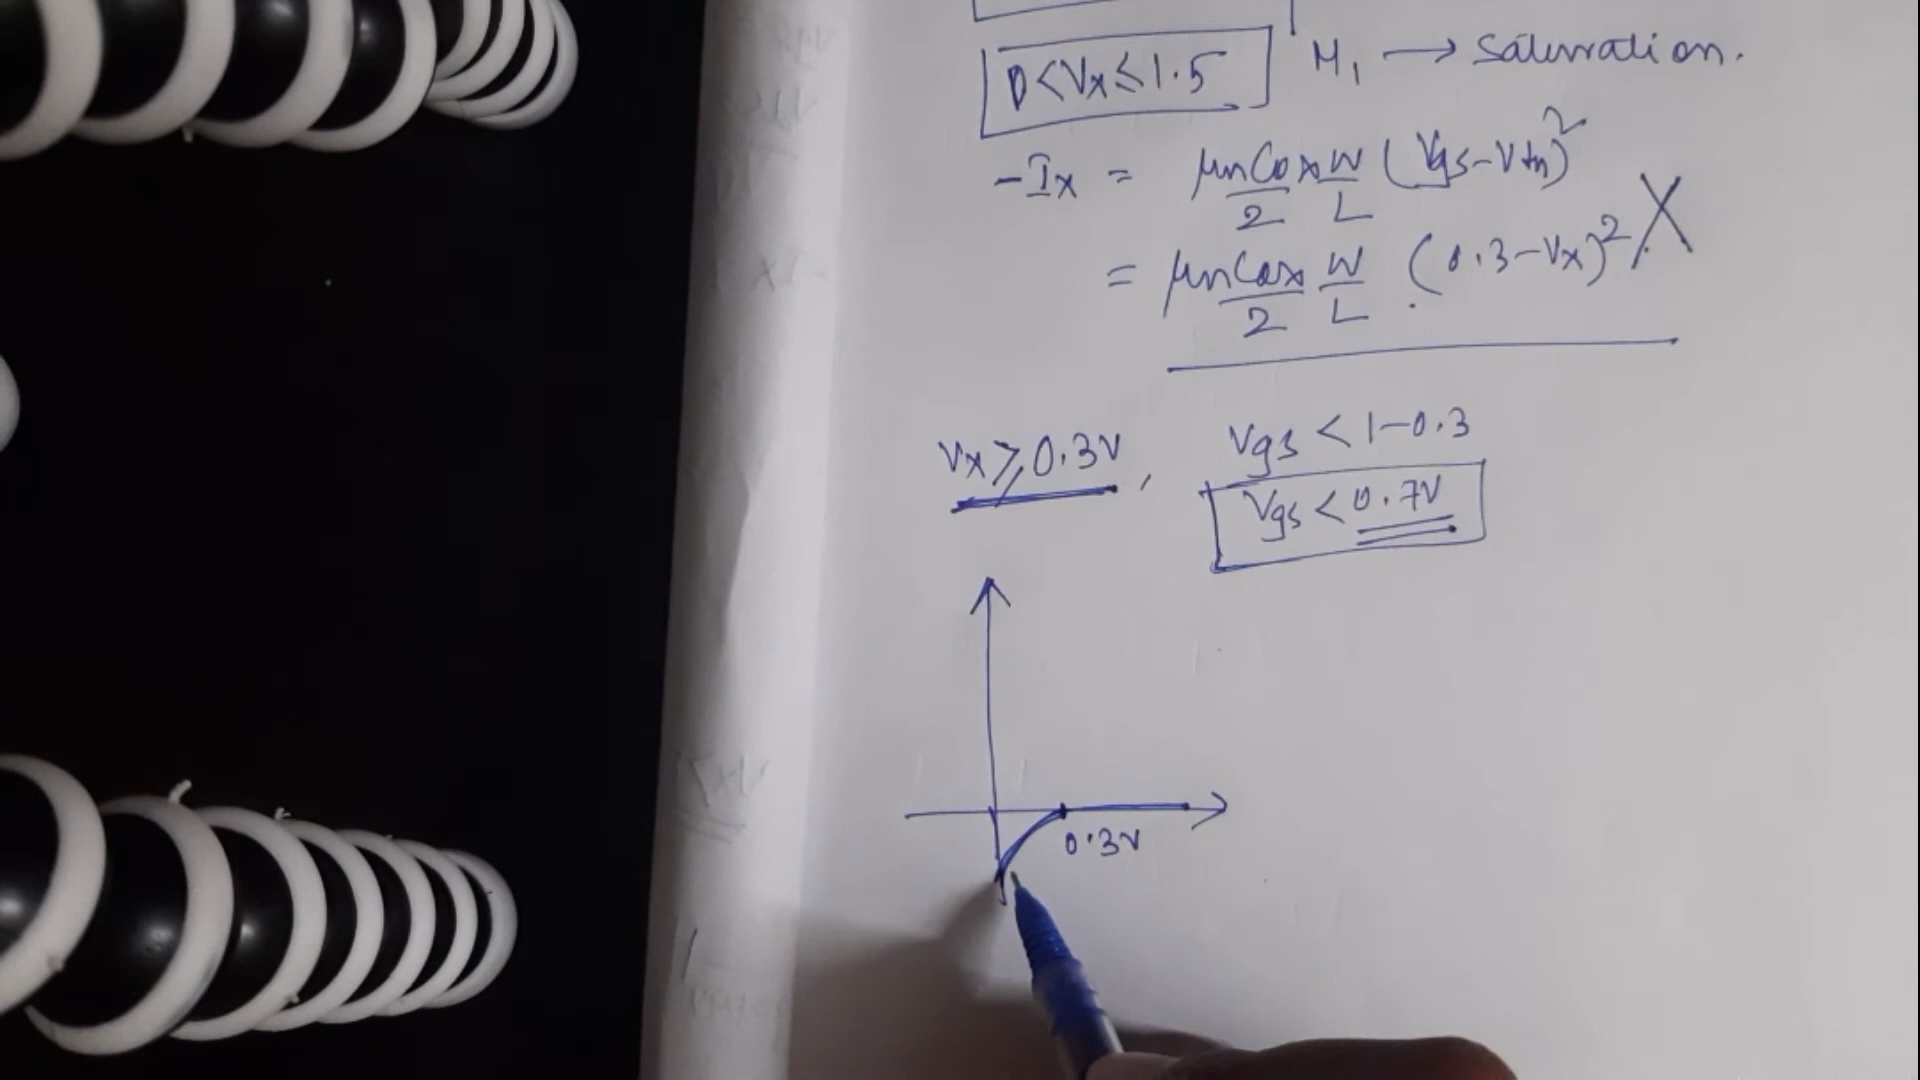 0<Vx≤1.5 M₁ → Saturation.
-Ix = μnCox/2 W/L (Vgs-Vtn)²
= μnCox/2 W/L (0.3-Vx)² X
Vx≥0.3V, Vgs < 1-0.3
Vgs < 0.7V
0.3V